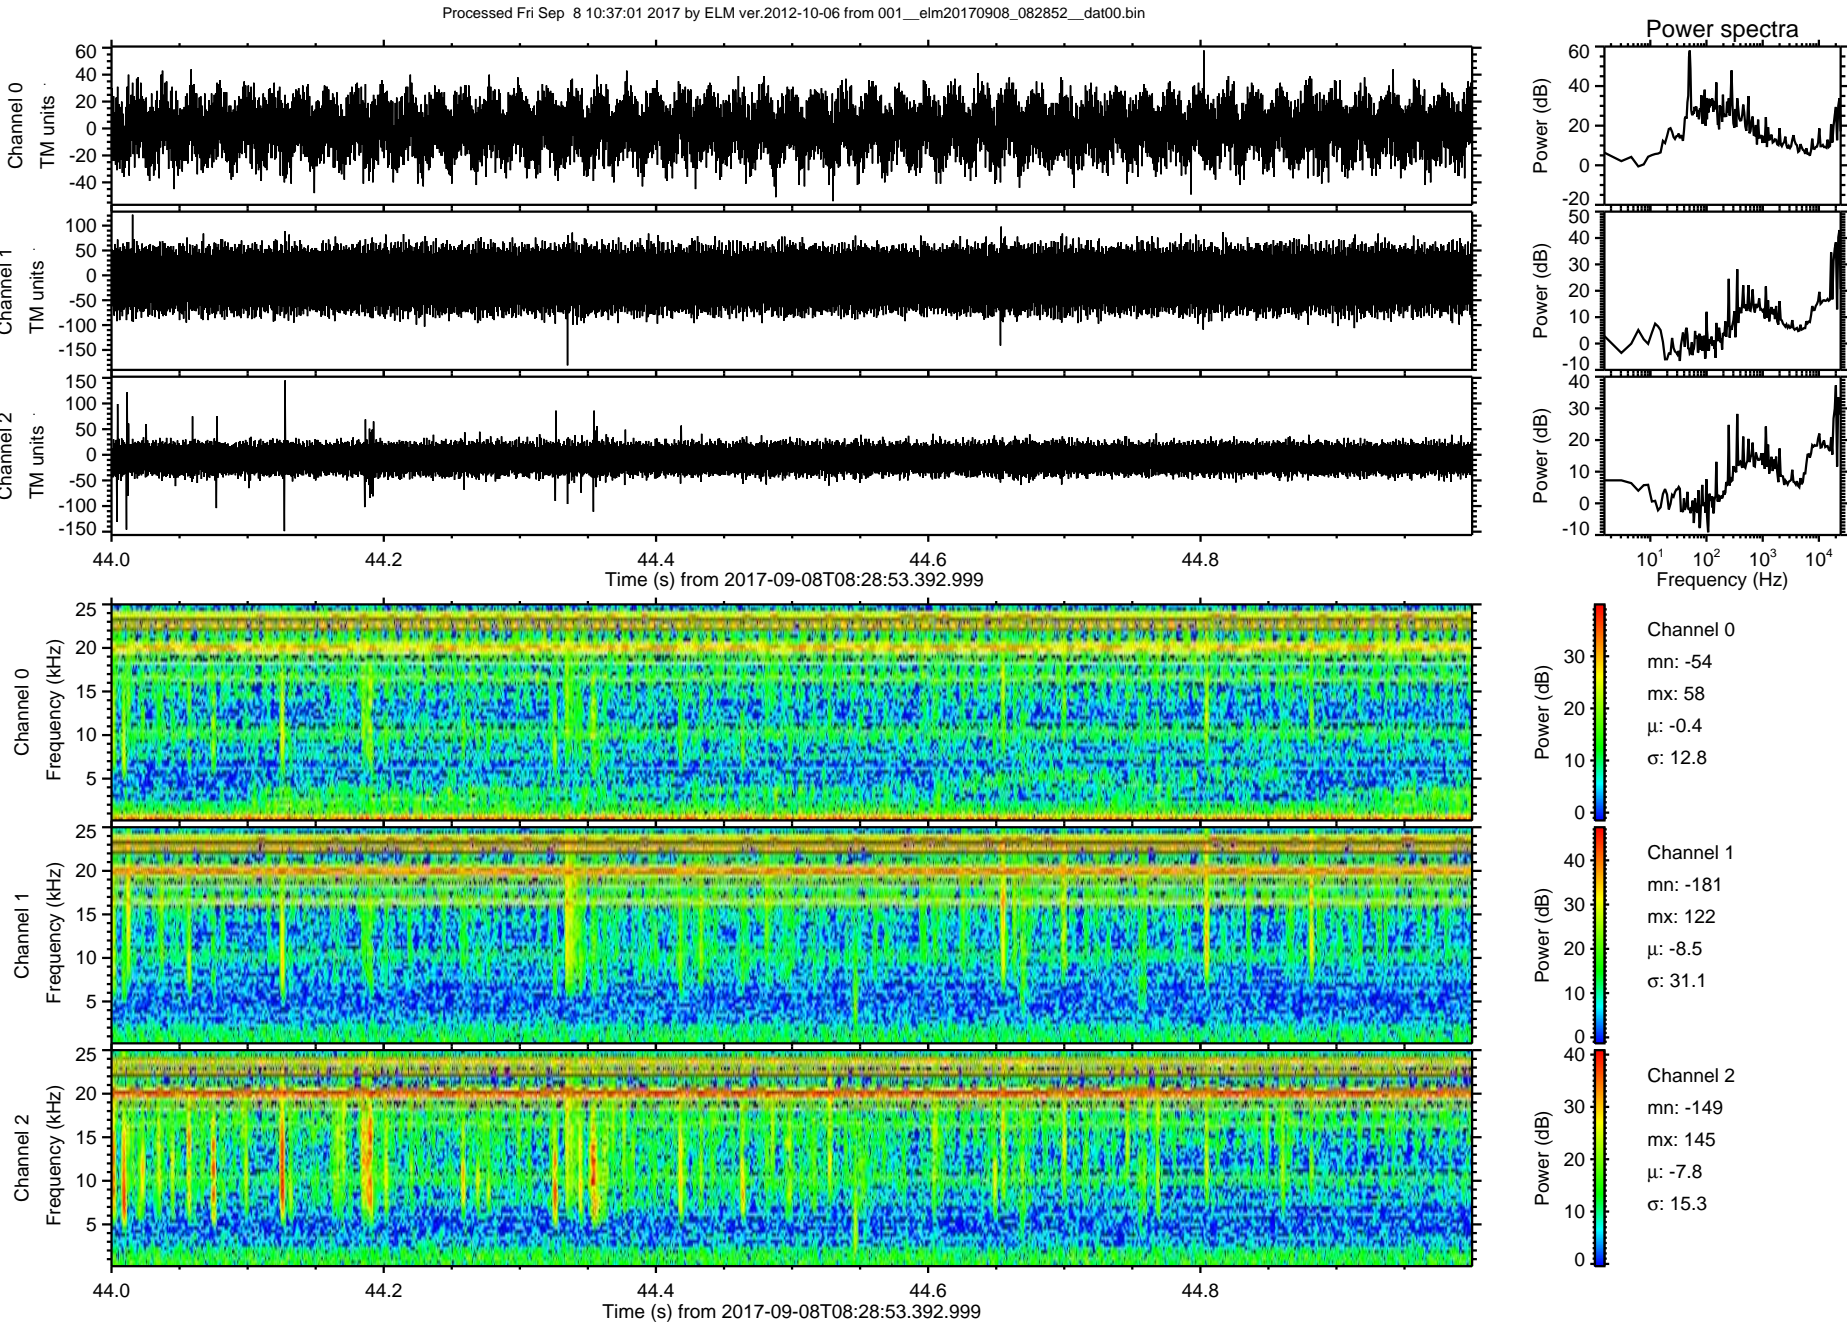 Processed Fri Sep  8 10:37:01 2017 by ELM ver.2012-10-06 from 001__elm20170908_082852__dat00.bin
Power spectra
Channel 0
TM units
60
40
20
0
-20
-40
Power (dB)
60
40
20
0
-20
Channel 1
TM units
100
50
0
-50
-100
-150
Power (dB)
50
40
30
20
10
0
-10
Channel 2
TM units
150
100
50
0
-50
-100
-150
Power (dB)
40
30
20
10
0
-10
44.0 44.2 44.4 44.6 44.8
Time (s) from 2017-09-08T08:28:53.392.999
10¹ 10² 10³ 10⁴
Frequency (Hz)
Channel 0
Frequency (kHz)
25
20
15
10
5
Power (dB)
30
20
10
0
Channel 0
mn: -54
mx: 58
μ: -0.4
σ: 12.8
Channel 1
Frequency (kHz)
25
20
15
10
5
Power (dB)
40
30
20
10
0
Channel 1
mn: -181
mx: 122
μ: -8.5
σ: 31.1
Channel 2
Frequency (kHz)
25
20
15
10
5
Power (dB)
40
30
20
10
0
Channel 2
mn: -149
mx: 145
μ: -7.8
σ: 15.3
44.0 44.2 44.4 44.6 44.8
Time (s) from 2017-09-08T08:28:53.392.999